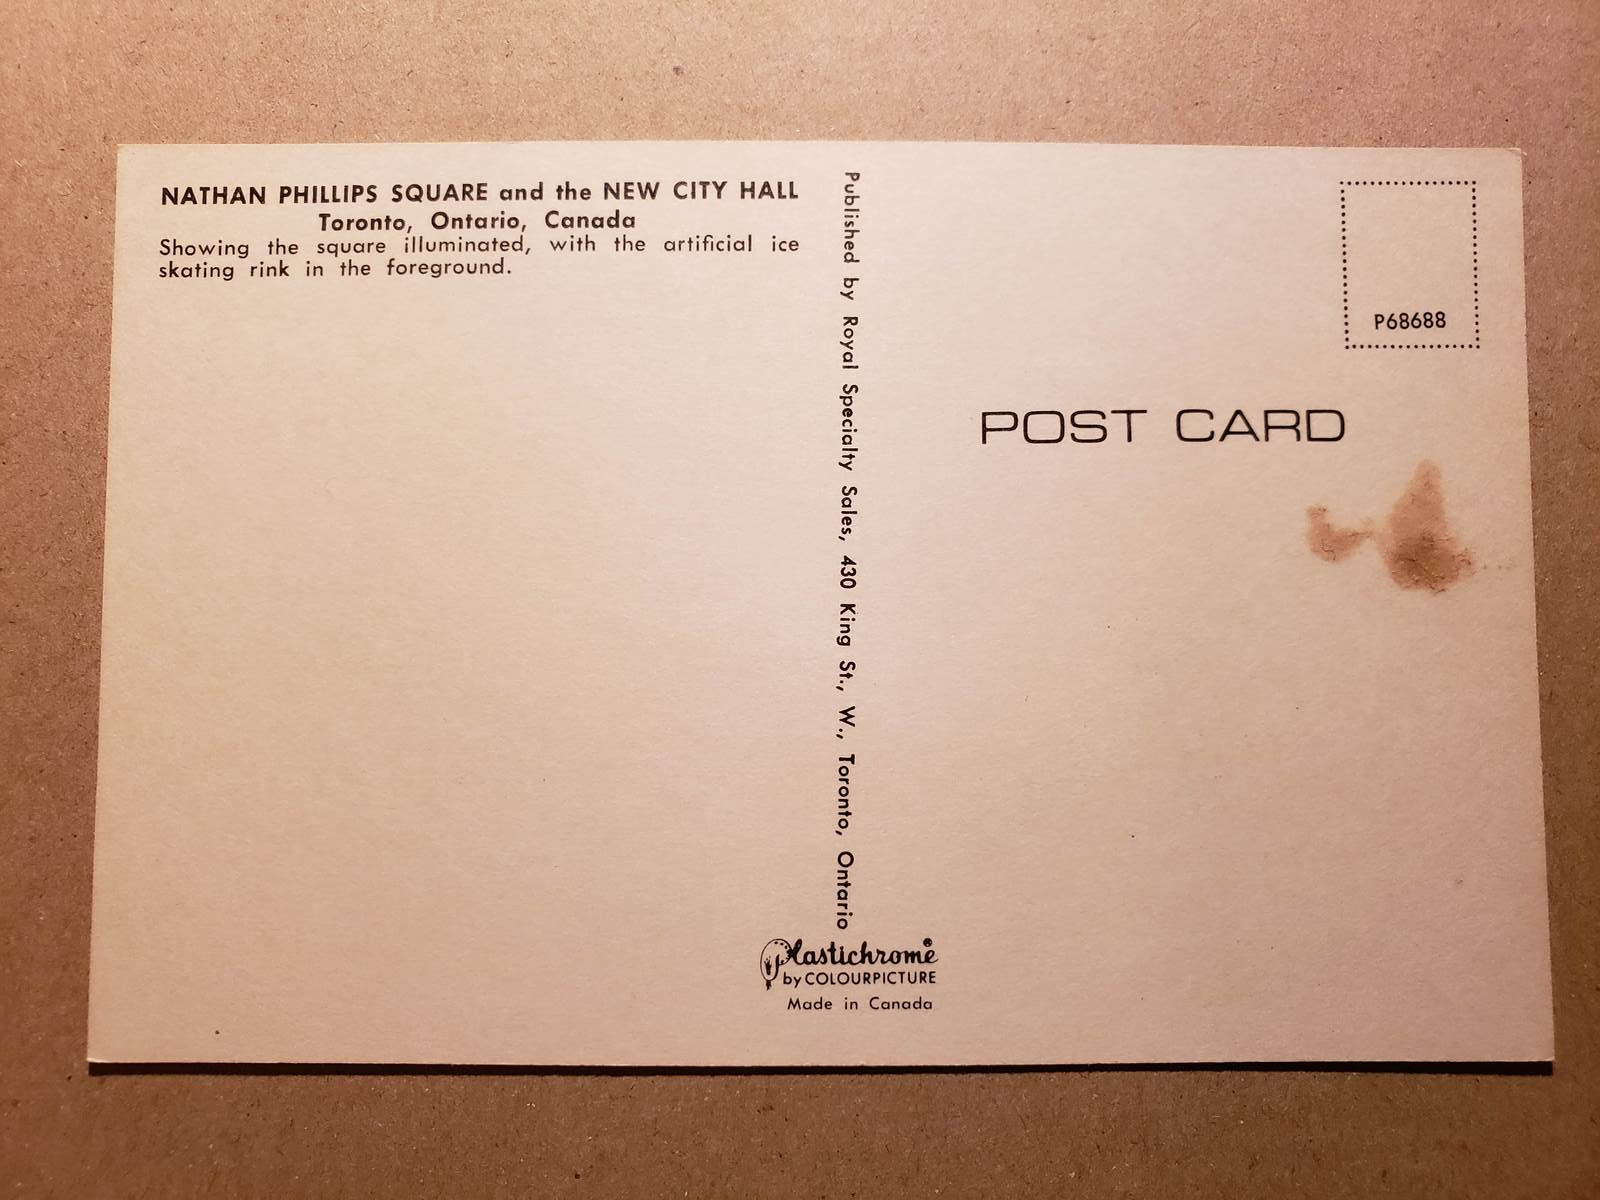 NATHAN PHILLIPS SQUARE and the NEW CITY HALL
Toronto, Ontario, Canada
Showing the square illuminated, with the artificial ice
skating rink in the foreground.
Published by Royal Specialty Sales, 430 King St., W., Toronto, Ontario
Plastichrome®
by COLOURPICTURE
Made in Canada
P68688
POST CARD